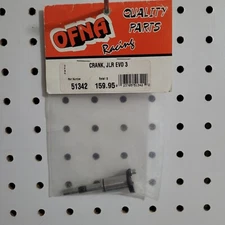 OFNA
Racing
QUALITY
PARTS
CRANK, JLR EVO 3
51342
159.95